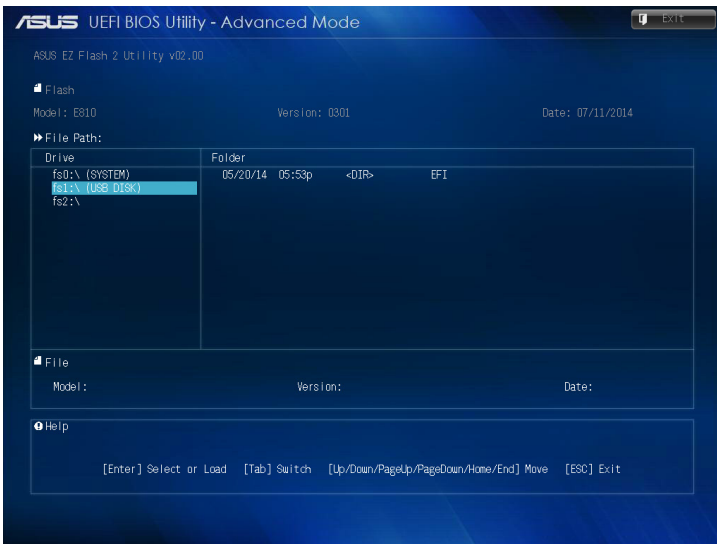 ASUS UEFI BIOS Utility - Advanced Mode
Exit
ASUS EZ Flash 2 Utility v02.00
Flash
Model: E810 Version: 0301 Date: 07/11/2014
File Path:
Drive Folder
fs0:\ (SYSTEM) 05/20/14 05:53p <DIR> EFI
fs1:\ (USB DISK)
fs2:\
File
Model: Version: Date:
Help
[Enter] Select or Load [Tab] Switch [Up/Down/PageUp/PageDown/Home/End] Move [ESC] Exit